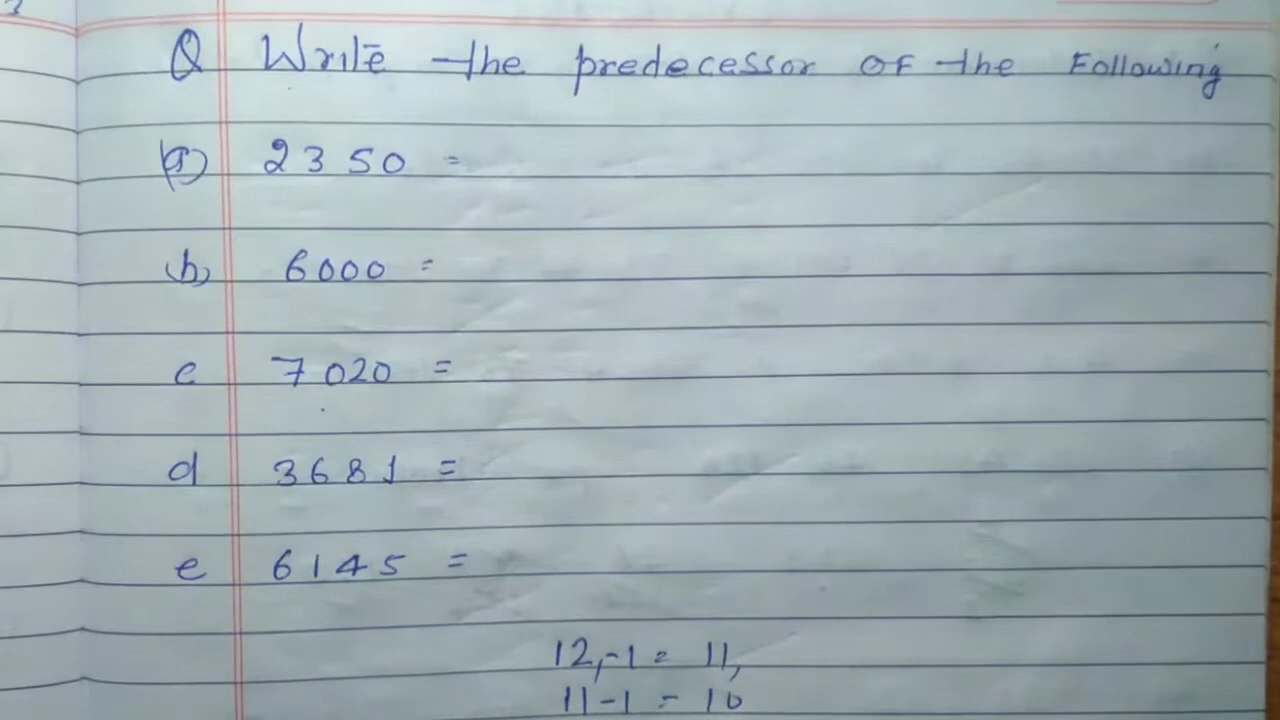 Q Write the predecessor OF the Following
(a) 2350 =
(b) 6000 =
c 7020 =
d 3681 =
e 6145 =
12,-1 = 11,
11-1 = 10